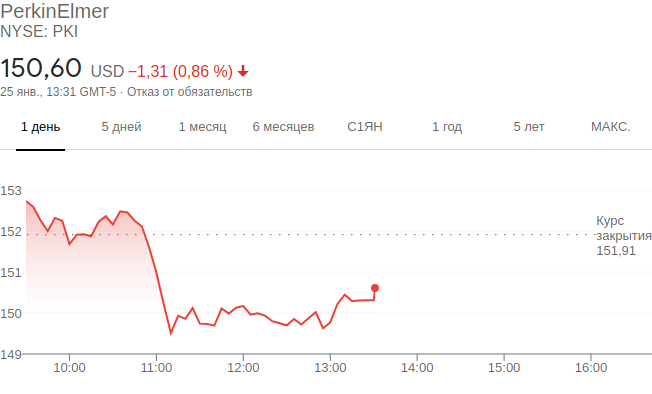 PerkinElmer
NYSE: PKI
150,60 USD −1,31 (0,86 %)
25 янв., 13:31 GMT-5 · Отказ от обязательств
1 день 5 дней 1 месяц 6 месяцев С1ЯН 1 год 5 лет МАКС.
153
152
151
150
149
Курс
закрытия
151,91
10:00 11:00 12:00 13:00 14:00 15:00 16:00